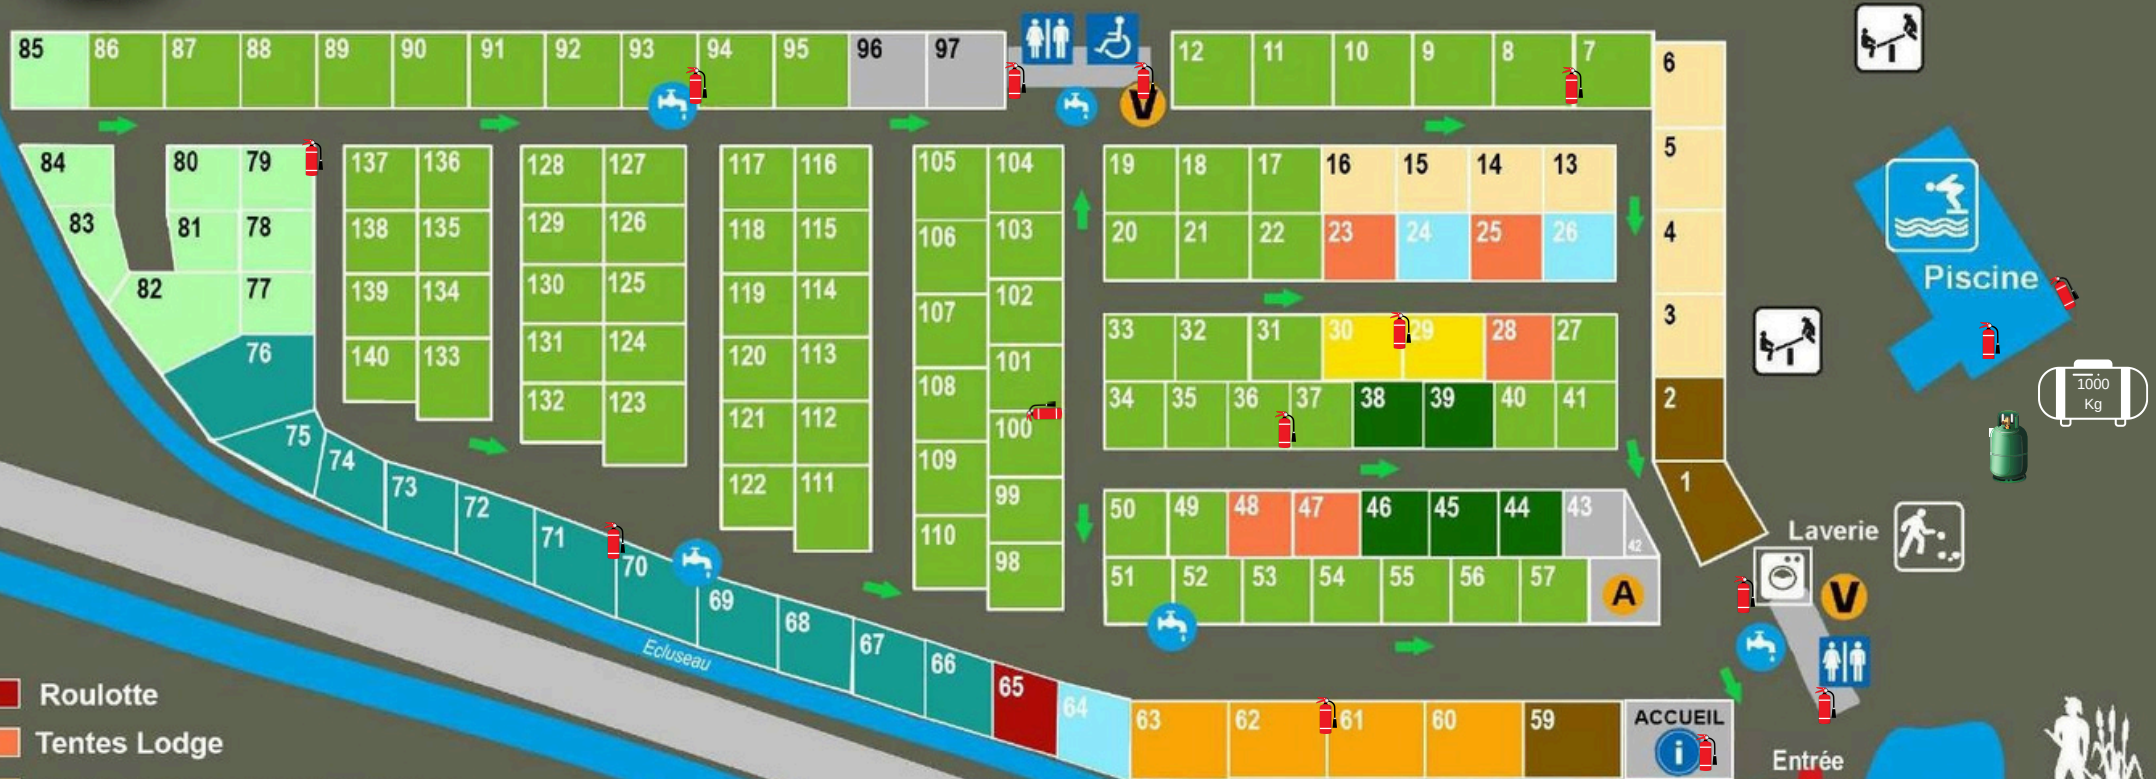 85 86 87 88 89 90 91 92 93 94 95 96 97 12 11 10 9 8 7 6
V
84 80 79 137 136 128 127 117 116 105 104 19 18 17 16 15 14 13 5
83 81 78 138 135 129 126 118 115 106 103 20 21 22 23 24 25 26 4
82 77 139 134 130 125 119 114 107 102 3
Piscine
76 140 133 131 124 120 113 108 101 33 32 31 30 29 28 27
1000
Kg
75 132 123 121 112 100 34 35 36 37 38 39 40 41 2
74 73 72 71 122 111 109 99 50 49 48 47 46 45 44 43 42 1
Laverie
70 69 68 67 66 110 98 51 52 53 54 55 56 57 A V
Ecluseau
65 64 63 62 61 60 59
Roulotte
Tentes Lodge
ACCUEIL
i
Entrée